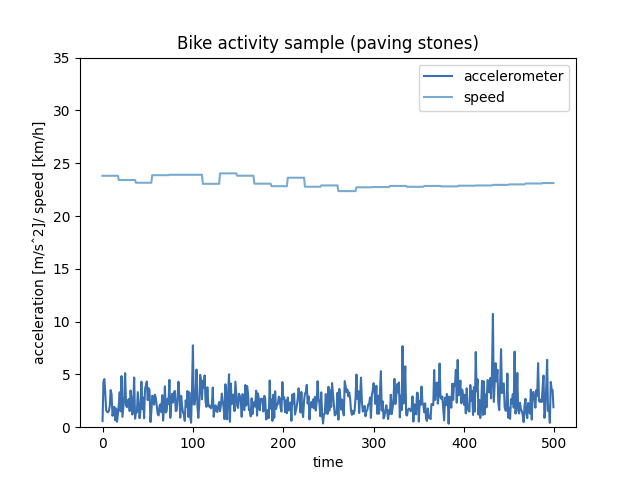 Bike activity sample (paving stones)
accelerometer
speed
acceleration [m/s^2]/ speed [km/h]
35
30
25
20
15
10
5
0
0 100 200 300 400 500
time